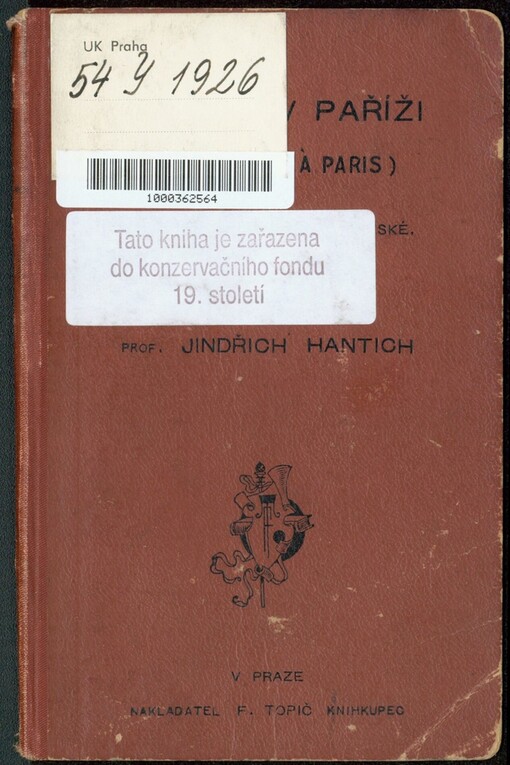 UK Praha
54 Y 1926
V PAŘÍŽI
À PARIS)
1000362564
SKÉ.
Tato kniha je zařazena
do konzervačního fondu
19. století
PROF. JINDŘICH HANTICH
V PRAZE
NAKLADATEL F. TOPIČ KNIHKUPEC